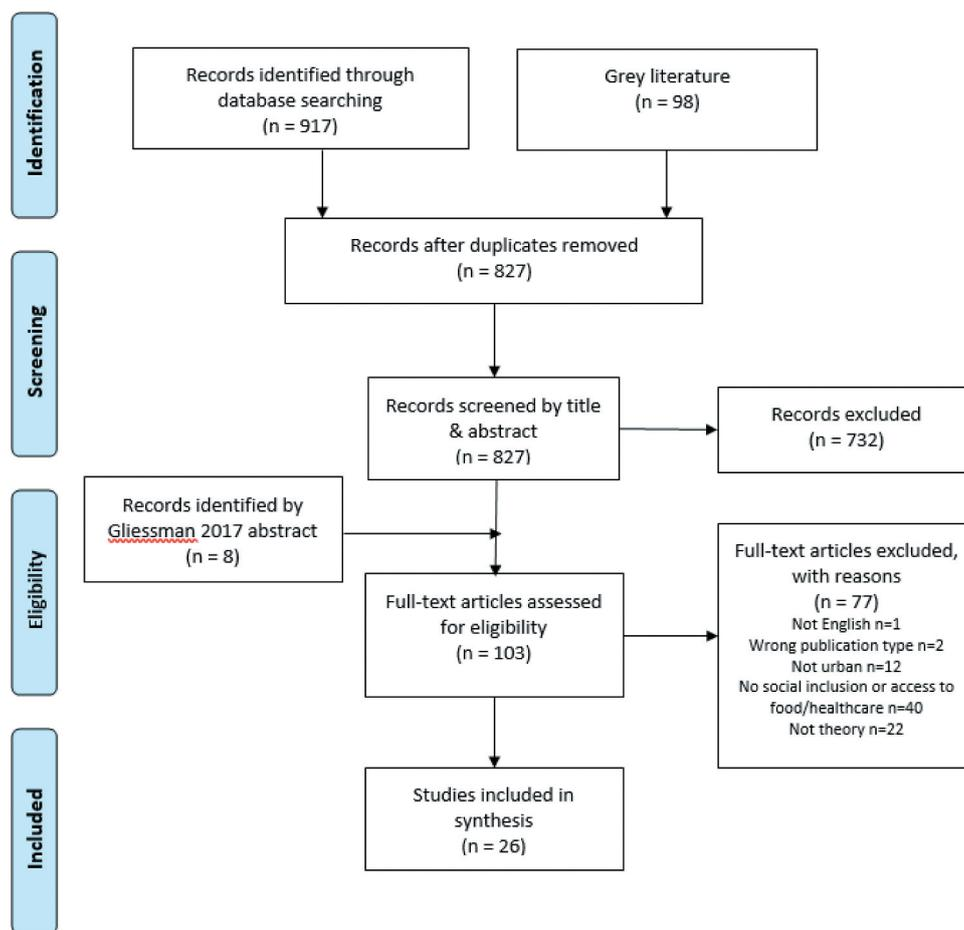 Identification
Records identified through
database searching
(n = 917)
Grey literature
(n = 98)
Records after duplicates removed
(n = 827)
Screening
Records screened by title
& abstract
(n = 827)
Records excluded
(n = 732)
Eligibility
Records identified by
Gliessman 2017 abstract
(n = 8)
Full-text articles assessed
for eligibility
(n = 103)
Full-text articles excluded,
with reasons
(n = 77)
Not English n=1
Wrong publication type n=2
Not urban n=12
No social inclusion or access to
food/healthcare n=40
Not theory n=22
Included
Studies included in
synthesis
(n = 26)